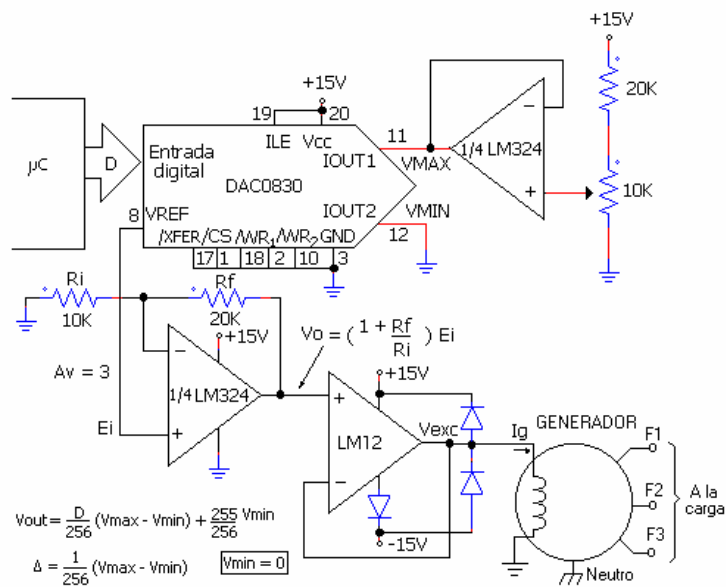 +15V
+15V
19
20
20K
ILE
Vcc
11
µC
D
Entrada
digital
IOUT1
VMAX
1/4 LM324
−
+
10K
DAC0830
IOUT2
VMIN
8
VREF
12
/XFER
/CS
/WR1
/WR2
GND
17
1
18
2
10
3
Ri
10K
Rf
20K
Vo = ( 1 + Rf/Ri ) Ei
+15V
Av = 3
−
1/4 LM324
+
Ei
+15V
+
LM12
−
Vexc
Ig
GENERADOR
F1
F2
F3
A la
carga
-15V
Neutro
Vout = D/256 (Vmax - Vmin) + 255/256 Vmin
Δ = 1/256 (Vmax - Vmin)
Vmin = 0